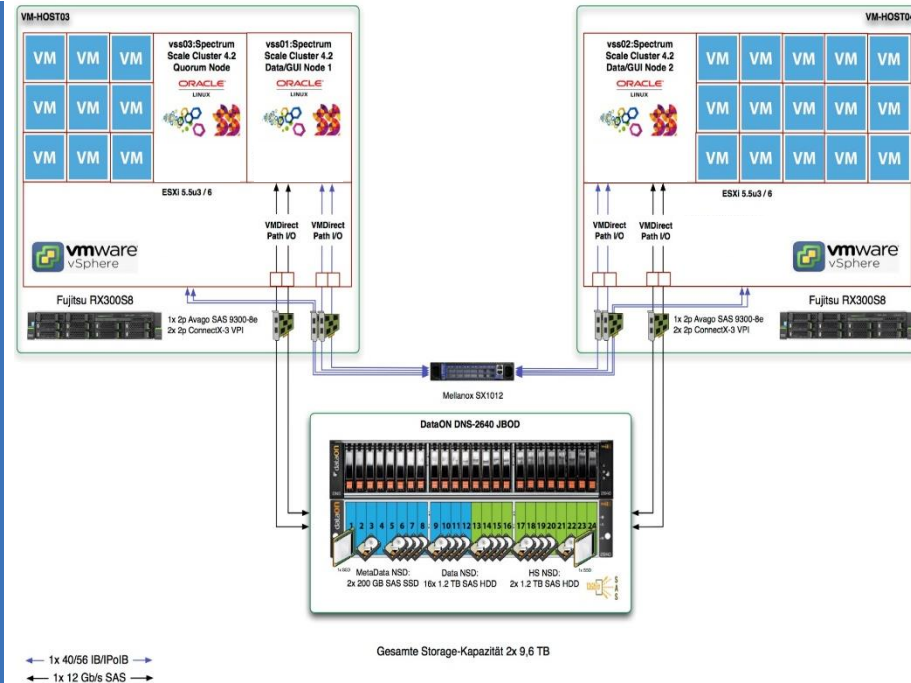 VM-HOST03
VM VM VM
VM VM VM
VM VM VM
vss03:Spectrum
Scale Cluster 4.2
Quorum Node
ORACLE
LINUX
vss01:Spectrum
Scale Cluster 4.2
Data/GUI Node 1
ORACLE
LINUX
ESXi 5.5u3 / 6
VMDirect
Path I/O
VMDirect
Path I/O
vmware
vSphere
Fujitsu RX300S8
1x 2p Avago SAS 9300-8e
2x 2p ConnectX-3 VPI
VM-HOST04
vss02:Spectrum
Scale Cluster 4.2
Data/GUI Node 2
ORACLE
LINUX
VM VM VM VM VM
VM VM VM VM VM
VM VM VM VM VM
ESXi 5.5u3 / 6
VMDirect
Path I/O
VMDirect
Path I/O
vmware
vSphere
1x 2p Avago SAS 9300-8e
2x 2p ConnectX-3 VPI
Fujitsu RX300S8
Mellanox SX1012
DataON DNS-2640 JBOD
dataON
dataON
1 2 3 4 5 6 7 8 9 10 11 12 13 14 15 16 17 18 19 20 21 22 23 24
MetaData NSD:
2x 200 GB SAS SSD
Data NSD:
16x 1.2 TB SAS HDD
HS NSD:
2x 1.2 TB SAS HDD
SAS
Gesamte Storage-Kapazität 2x 9,6 TB
1x 40/56 IB/IPoIB
1x 12 Gb/s SAS